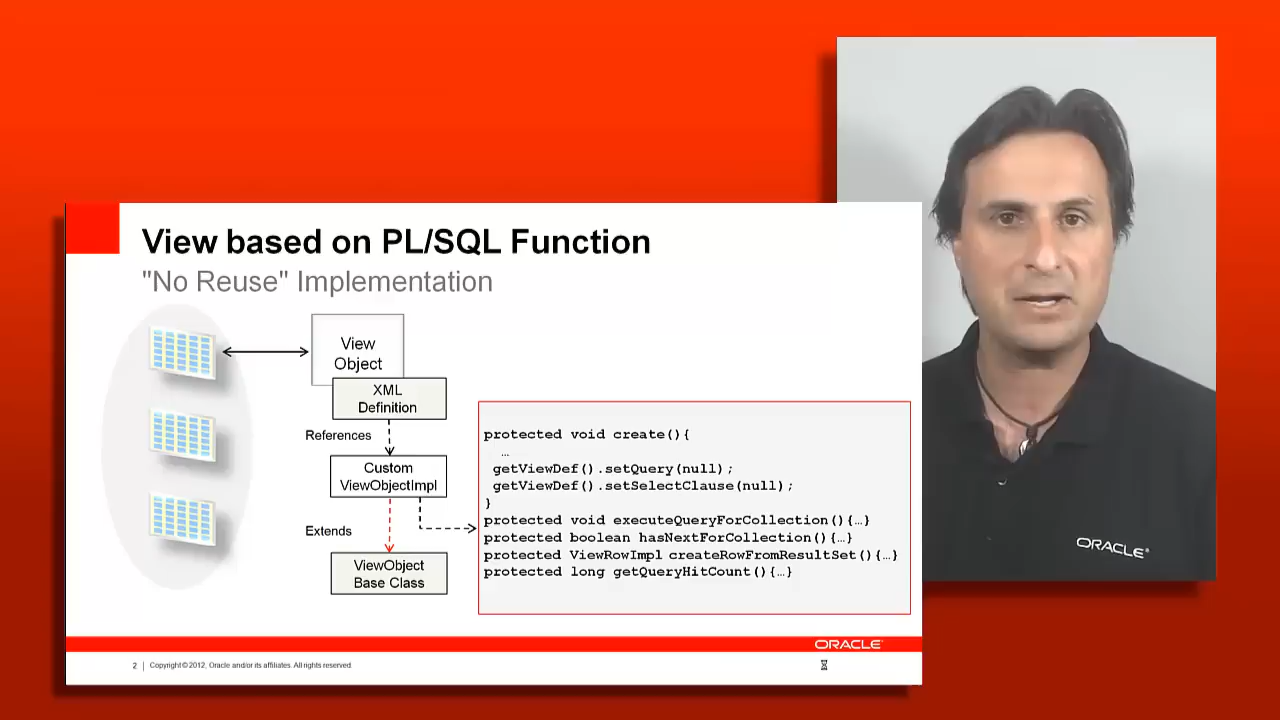 View based on PL/SQL Function
"No Reuse" Implementation
View
Object
XML
Definition
References
Custom
ViewObjectImpl
Extends
ViewObject
Base Class
protected void create(){
…
getViewDef().setQuery(null);
getViewDef().setSelectClause(null);
}
protected void executeQueryForCollection(){…}
protected boolean hasNextForCollection(){…}
protected ViewRowImpl createRowFromResultSet(){…}
protected long getQueryHitCount(){…}
ORACLE®
ORACLE
2 | Copyright © 2012, Oracle and/or its affiliates. All rights reserved.